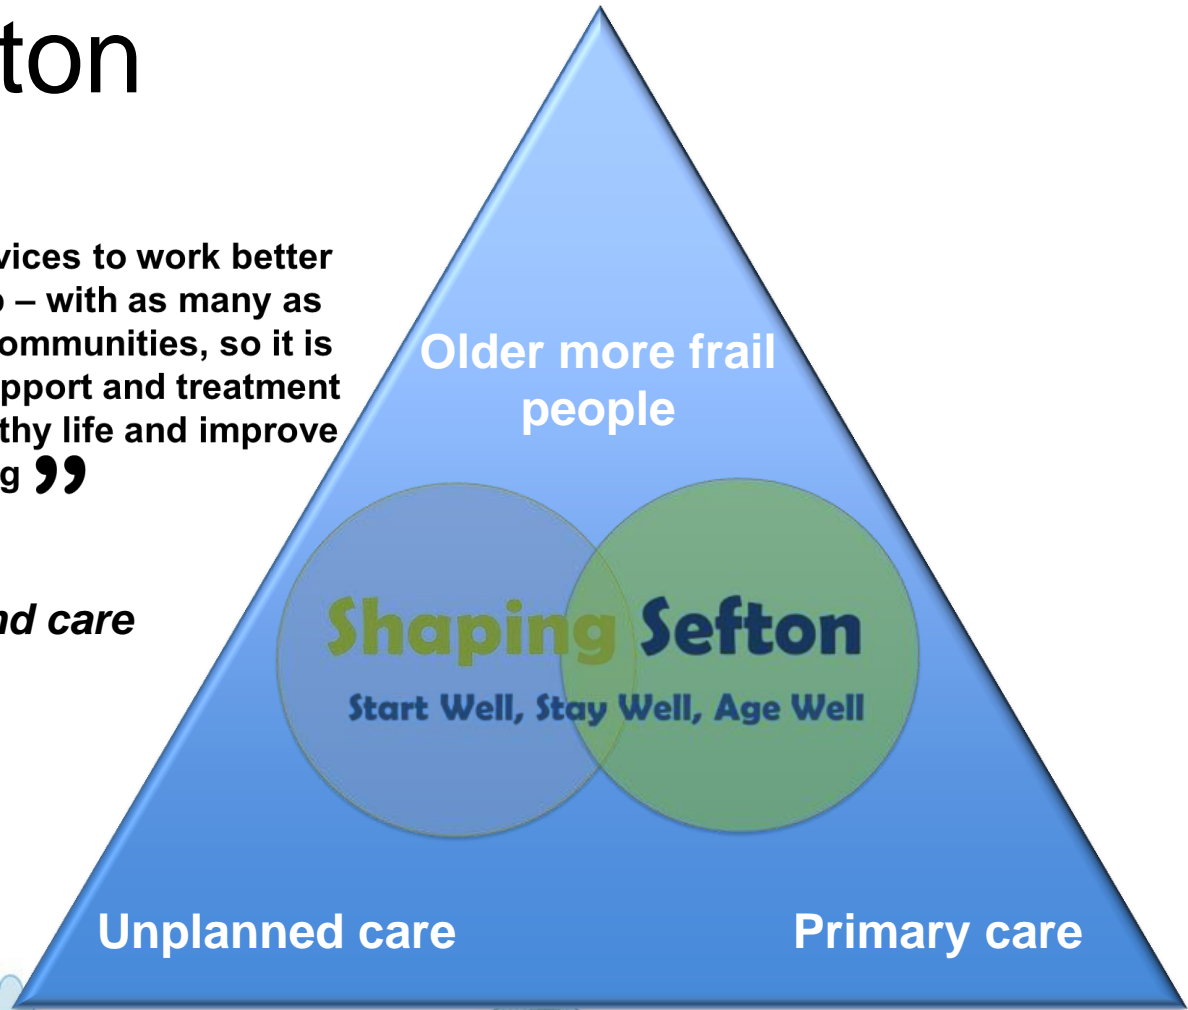 ton
vices to work better
– with as many as
ommunities, so it is
pport and treatment
thy life and improve
g ”
nd care
Older more frail
people
Shaping Sefton
Start Well, Stay Well, Age Well
Unplanned care
Primary care